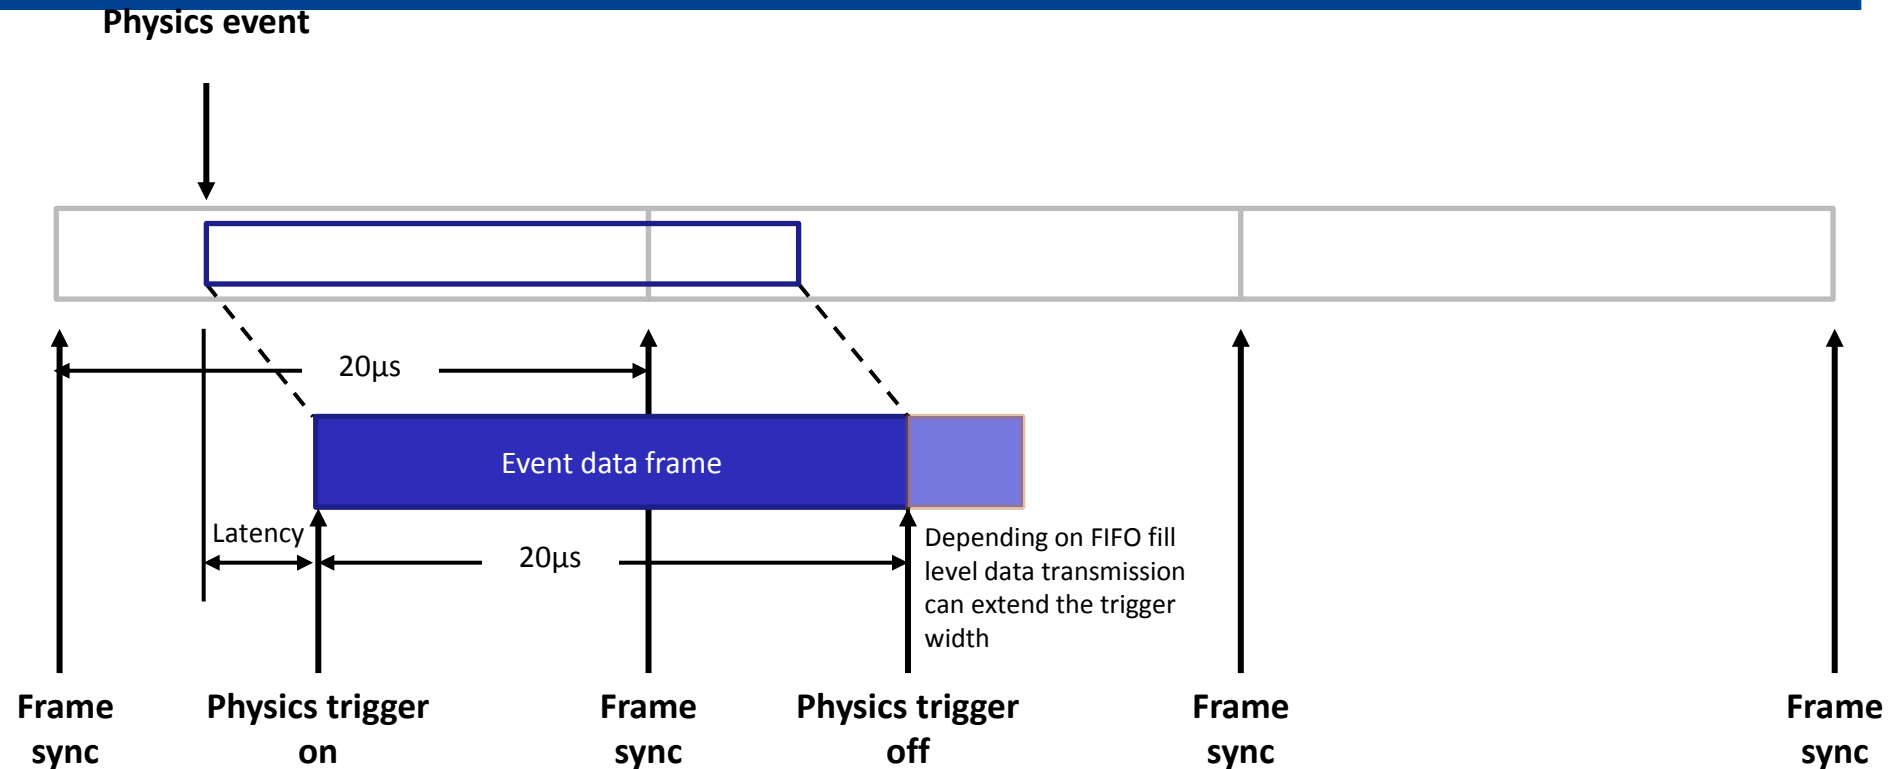 Physics event
20µs
Event data frame
Latency
20µs
Depending on FIFO fill
level data transmission
can extend the trigger
width
Frame
sync
Physics trigger
on
Frame
sync
Physics trigger
off
Frame
sync
Frame
sync